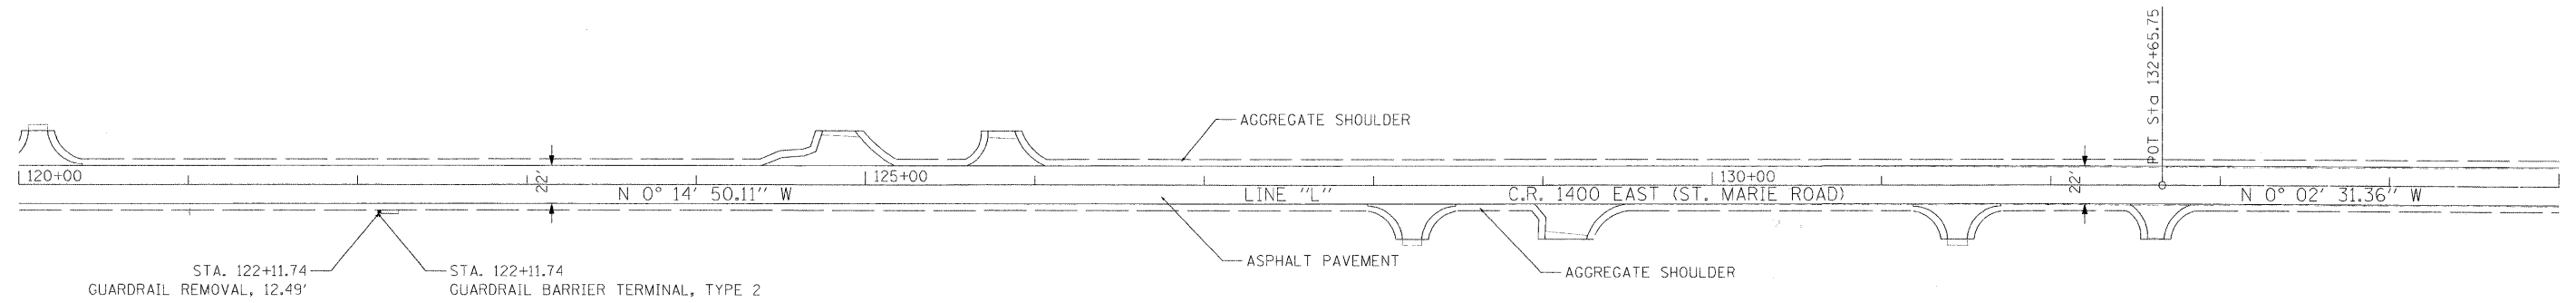 POT Sta 132+65.75
AGGREGATE SHOULDER
120+00
125+00
130+00
22'
22'
N 0° 14' 50.11" W
LINE "L"
C.R. 1400 EAST (ST. MARIE ROAD)
N 0° 02' 31.36" W
ASPHALT PAVEMENT
AGGREGATE SHOULDER
STA. 122+11.74
GUARDRAIL REMOVAL, 12.49'
STA. 122+11.74
GUARDRAIL BARRIER TERMINAL, TYPE 2